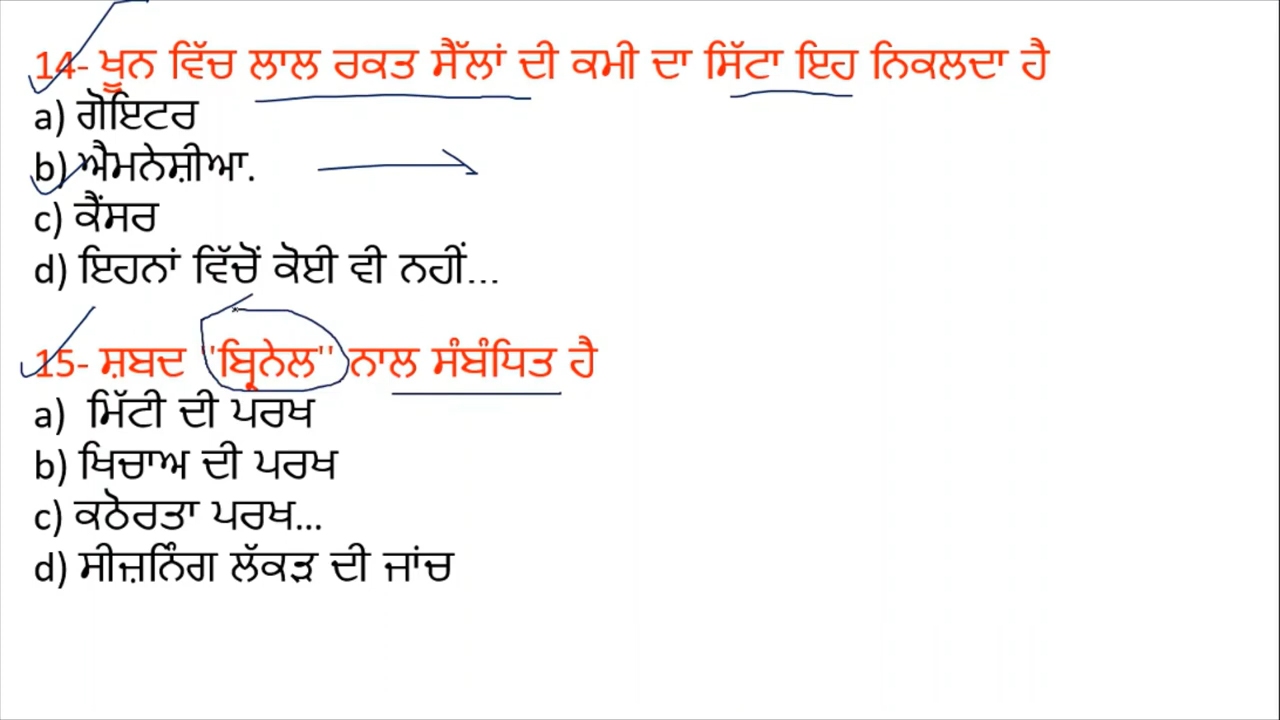 14- ਖੂਨ ਵਿੱਚ ਲਾਲ ਰਕਤ ਸੈੱਲਾਂ ਦੀ ਕਮੀ ਦਾ ਸਿੱਟਾ ਇਹ ਨਿਕਲਦਾ ਹੈ
a) ਗੋਇਟਰ
b) ਐਮਨੇਸ਼ੀਆ.
c) ਕੈਂਸਰ
d) ਇਹਨਾਂ ਵਿੱਚੋਂ ਕੋਈ ਵੀ ਨਹੀਂ...
15- ਸ਼ਬਦ "ਬ੍ਰਿਨੇਲ" ਨਾਲ ਸੰਬੰਧਿਤ ਹੈ
a) ਮਿੱਟੀ ਦੀ ਪਰਖ
b) ਖਿਚਾਅ ਦੀ ਪਰਖ
c) ਕਠੋਰਤਾ ਪਰਖ...
d) ਸੀਜ਼ਨਿੰਗ ਲੱਕੜ ਦੀ ਜਾਂਚ